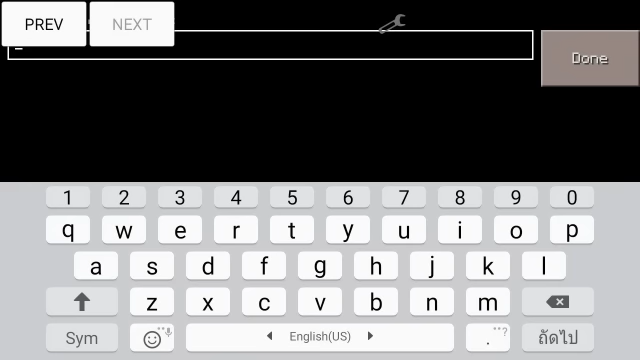 PREV NEXT
Done
1 2 3 4 5 6 7 8 9 0
q w e r t y u i o p
a s d f g h j k l
z x c v b n m
Sym English(US) . ? ถัดไป